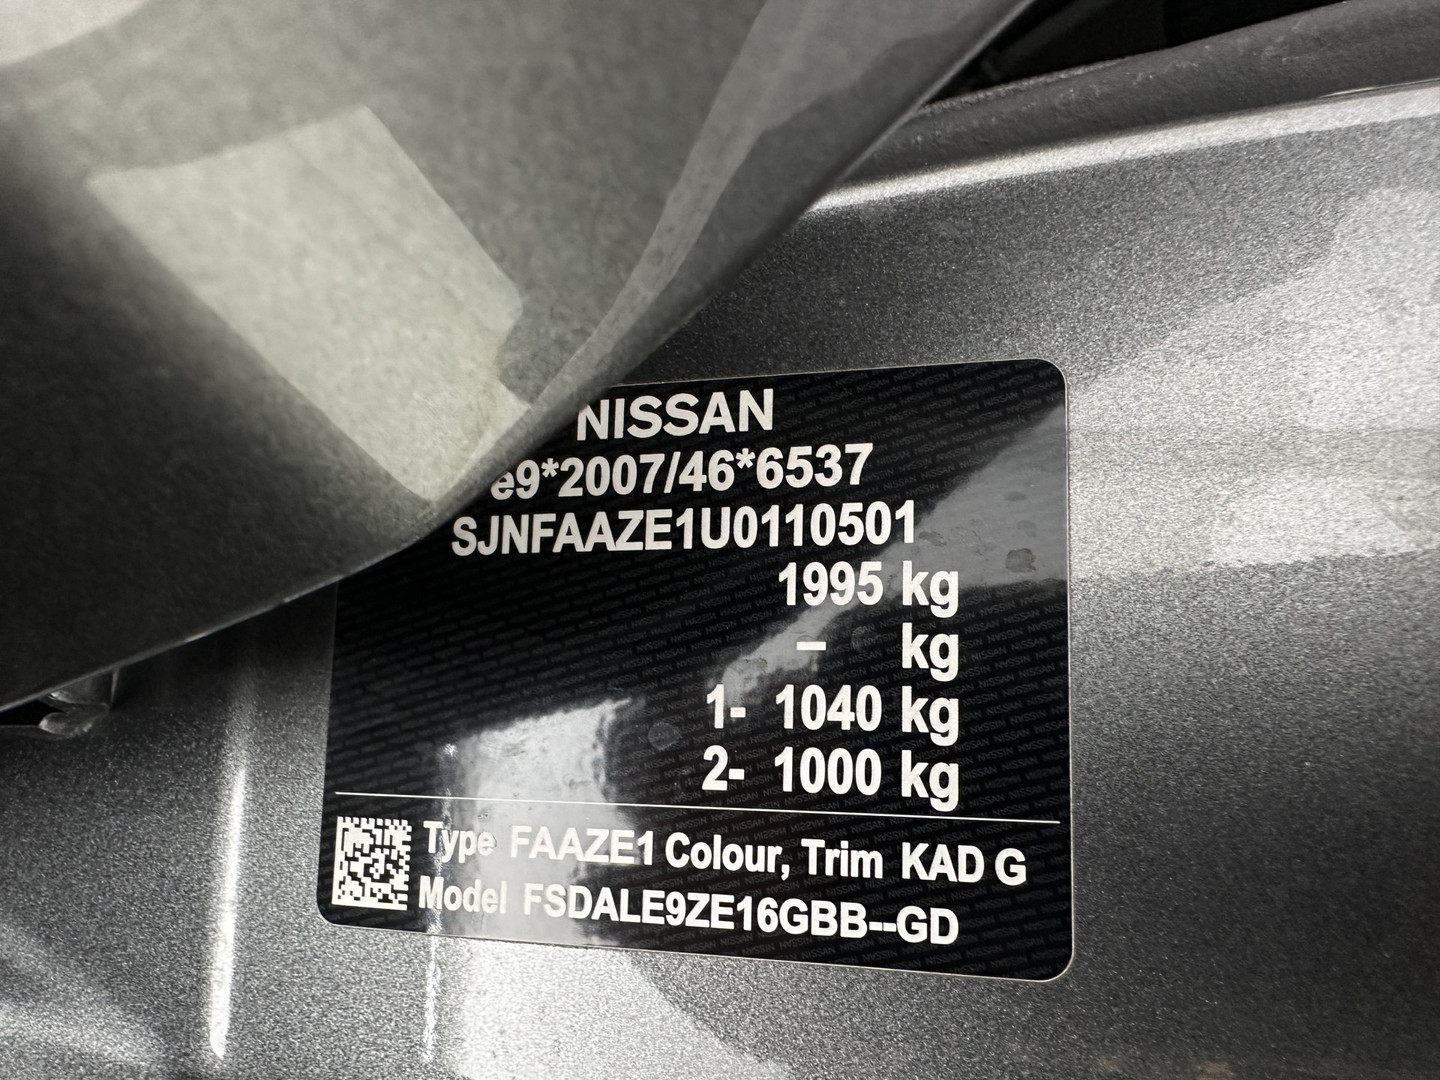 NISSAN
e9*2007/46*6537
SJNFAAZE1U0110501
1995 kg
– kg
1- 1040 kg
2- 1000 kg
Type FAAZE1 Colour, Trim KAD G
Model FSDALE9ZE16GBB--GD